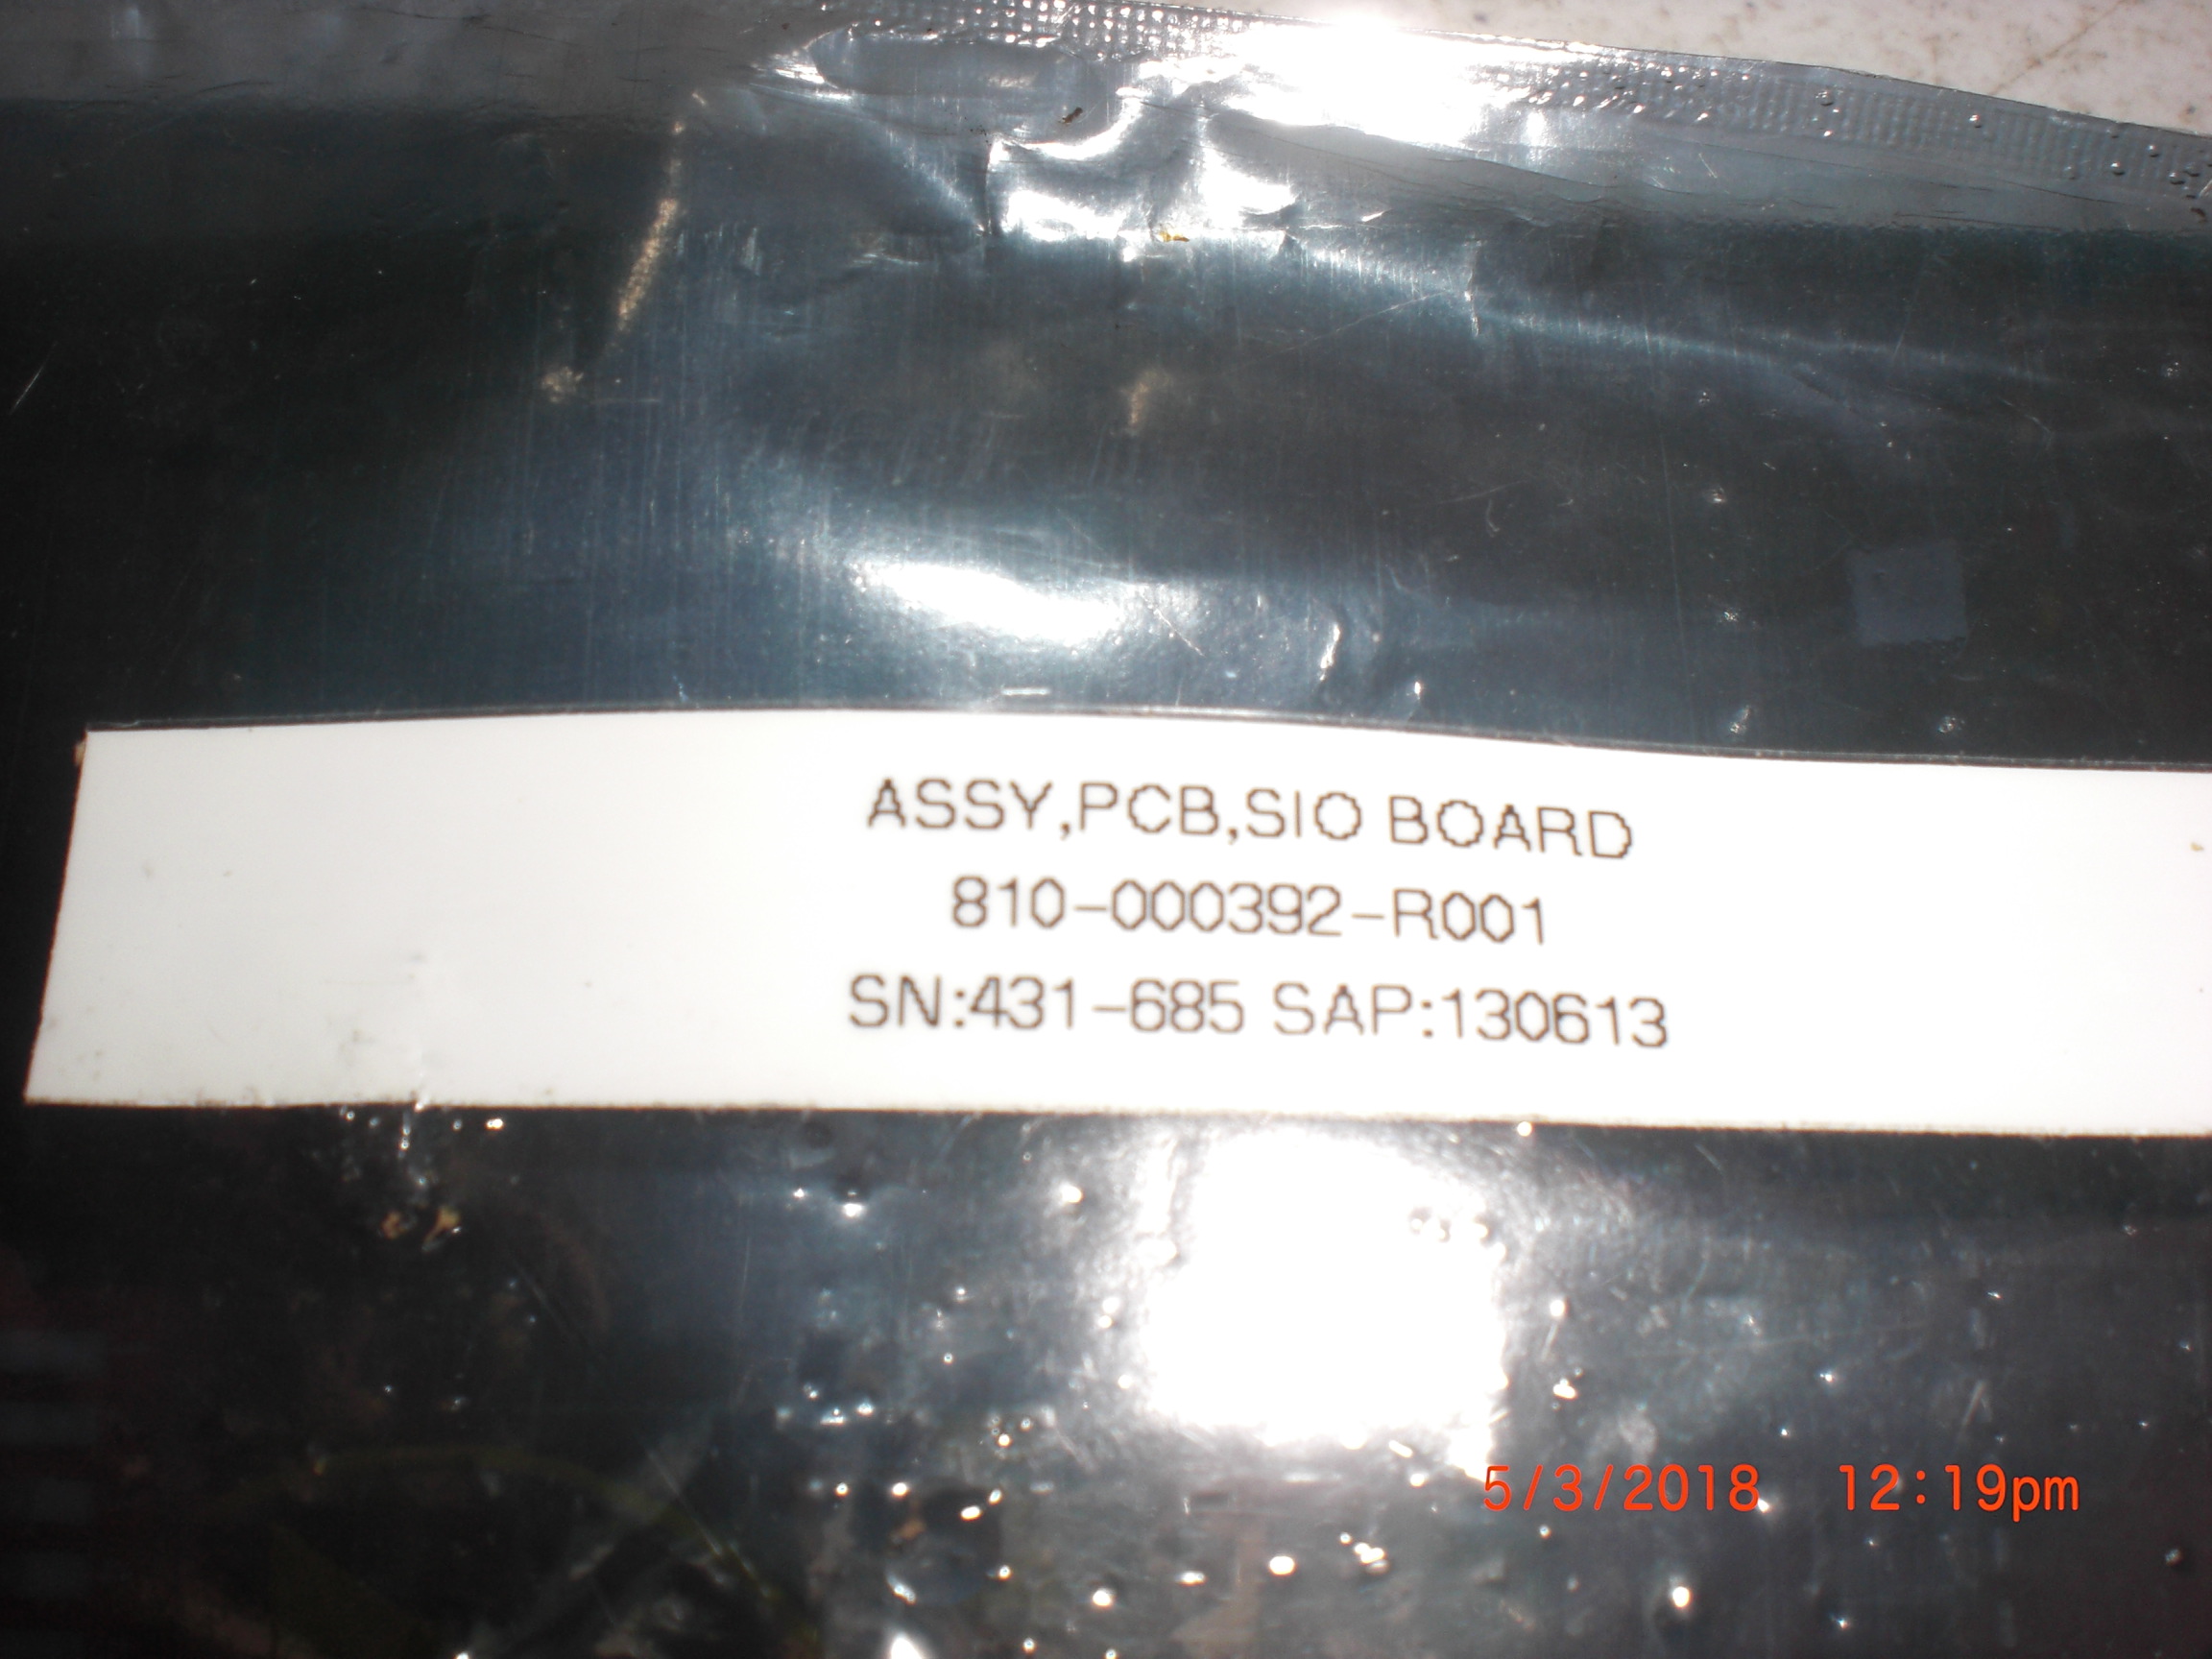 ASSY,PCB,SIO BOARD
810-000392-R001
SN:431-685 SAP:130613
5/3/2018 12:19pm